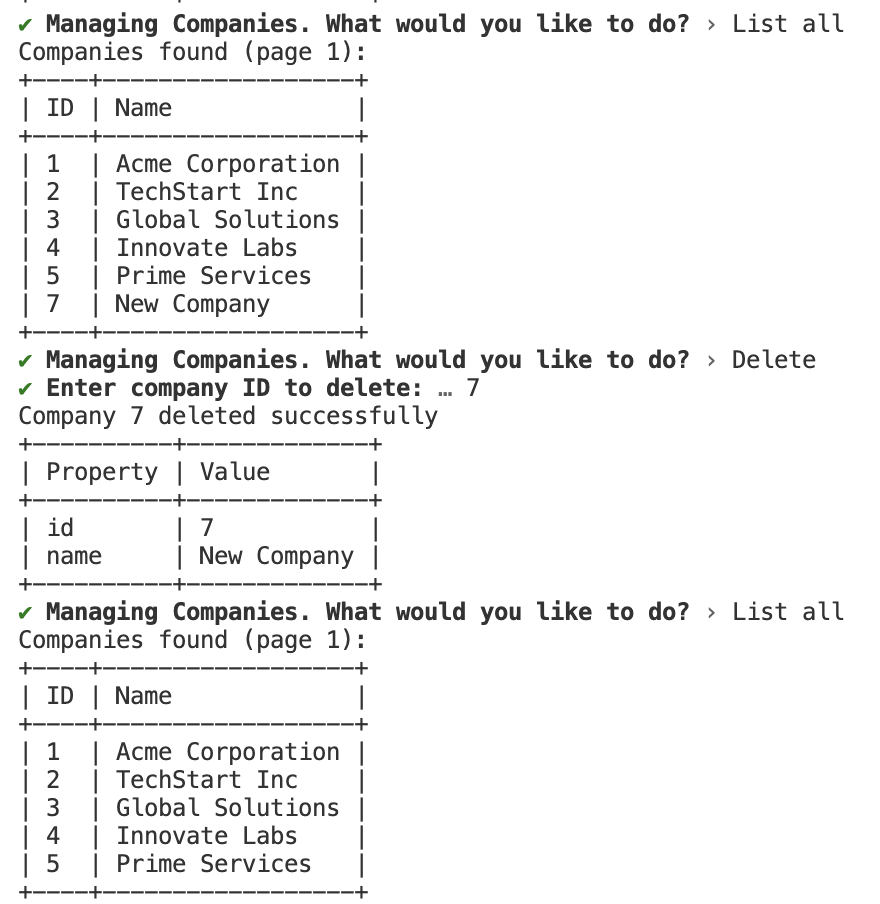 ✔ Managing Companies. What would you like to do? › List all
Companies found (page 1):
+----+------------------+
| ID | Name             |
+----+------------------+
| 1  | Acme Corporation |
| 2  | TechStart Inc    |
| 3  | Global Solutions |
| 4  | Innovate Labs    |
| 5  | Prime Services   |
| 7  | New Company      |
+----+------------------+
✔ Managing Companies. What would you like to do? › Delete
✔ Enter company ID to delete: … 7
Company 7 deleted successfully
+----------+-------------+
| Property | Value       |
+----------+-------------+
| id       | 7           |
| name     | New Company |
+----------+-------------+
✔ Managing Companies. What would you like to do? › List all
Companies found (page 1):
+----+------------------+
| ID | Name             |
+----+------------------+
| 1  | Acme Corporation |
| 2  | TechStart Inc    |
| 3  | Global Solutions |
| 4  | Innovate Labs    |
| 5  | Prime Services   |
+----+------------------+